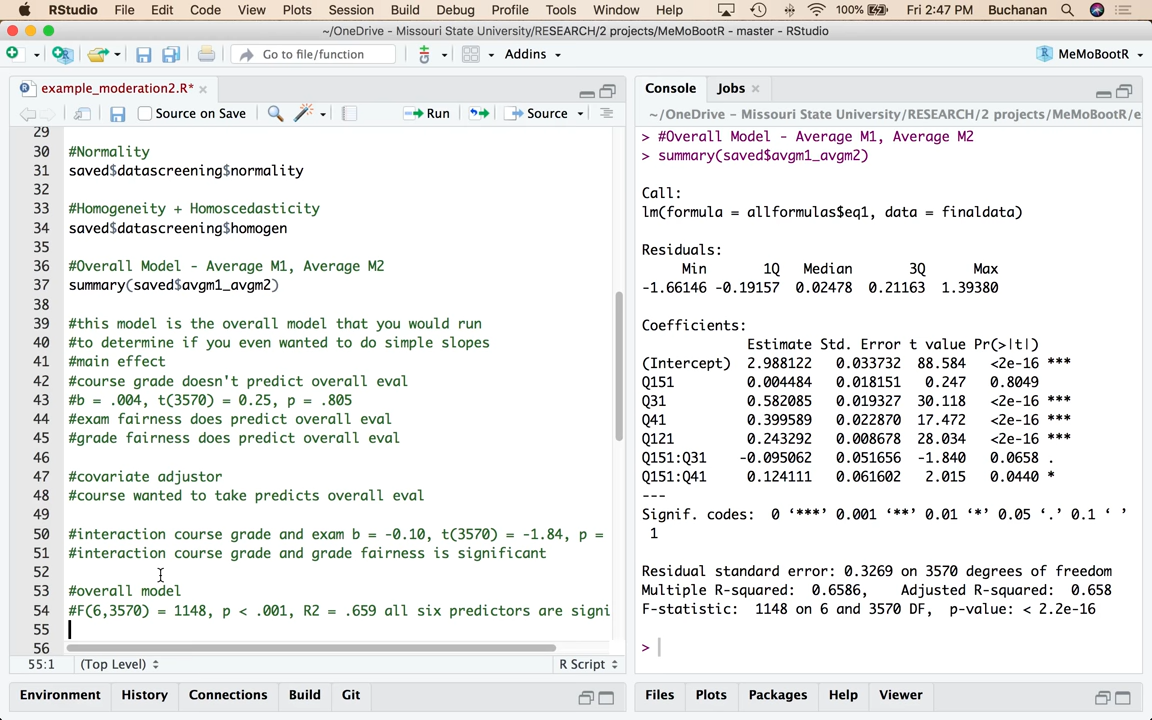 RStudio File Edit Code View Plots Session Build Debug Profile Tools Window Help 100% Fri 2:47 PM Buchanan
~/OneDrive - Missouri State University/RESEARCH/2 projects/MeMoBootR - master - RStudio
Go to file/function Addins MeMoBootR
example_moderation2.R*
Source on Save Run Source
29
30 #Normality
31 saved$datascreening$normality
32
33 #Homogeneity + Homoscedasticity
34 saved$datascreening$homogen
35
36 #Overall Model - Average M1, Average M2
37 summary(saved$avgm1_avgm2)
38
39 #this model is the overall model that you would run
40 #to determine if you even wanted to do simple slopes
41 #main effect
42 #course grade doesn't predict overall eval
43 #b = .004, t(3570) = 0.25, p = .805
44 #exam fairness does predict overall eval
45 #grade fairness does predict overall eval
46
47 #covariate adjustor
48 #course wanted to take predicts overall eval
49
50 #interaction course grade and exam b = -0.10, t(3570) = -1.84, p =
51 #interaction course grade and grade fairness is significant
52
53 #overall model
54 #F(6,3570) = 1148, p < .001, R2 = .659 all six predictors are signi
55
56
55:1 (Top Level) R Script
Environment History Connections Build Git
Console Jobs
~/OneDrive - Missouri State University/RESEARCH/2 projects/MeMoBootR/e
> #Overall Model - Average M1, Average M2
> summary(saved$avgm1_avgm2)
Call:
lm(formula = allformulas$eq1, data = finaldata)
Residuals:
Min 1Q Median 3Q Max
-1.66146 -0.19157 0.02478 0.21163 1.39380
Coefficients:
Estimate Std. Error t value Pr(>|t|)
(Intercept) 2.988122 0.033732 88.584 <2e-16 ***
Q151 0.004484 0.018151 0.247 0.8049
Q31 0.582085 0.019327 30.118 <2e-16 ***
Q41 0.399589 0.022870 17.472 <2e-16 ***
Q121 0.243292 0.008678 28.034 <2e-16 ***
Q151:Q31 -0.095062 0.051656 -1.840 0.0658 .
Q151:Q41 0.124111 0.061602 2.015 0.0440 *
---
Signif. codes: 0 ‘***’ 0.001 ‘**’ 0.01 ‘*’ 0.05 ‘.’ 0.1 ‘ ’
1
Residual standard error: 0.3269 on 3570 degrees of freedom
Multiple R-squared: 0.6586, Adjusted R-squared: 0.658
F-statistic: 1148 on 6 and 3570 DF, p-value: < 2.2e-16
>
Files Plots Packages Help Viewer